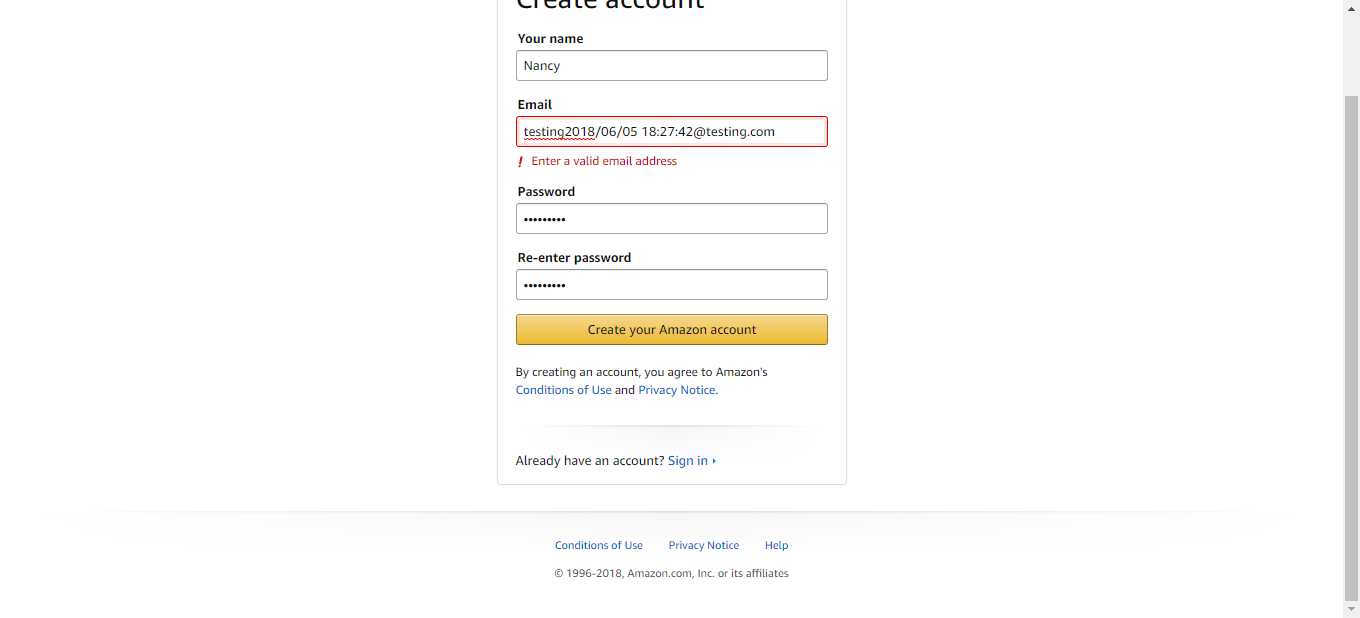 Create account
Your name
Nancy
Email
testing2018/06/05 18:27:42@testing.com
! Enter a valid email address
Password
•••••••••
Re-enter password
•••••••••
Create your Amazon account
By creating an account, you agree to Amazon's
Conditions of Use and Privacy Notice.
Already have an account? Sign in
Conditions of Use Privacy Notice Help
© 1996-2018, Amazon.com, Inc. or its affiliates